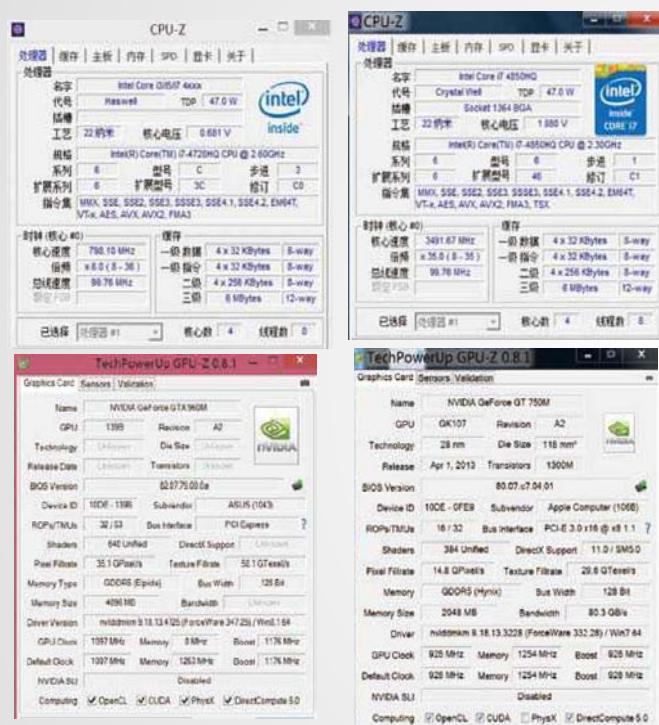 CPU-Z
处理器 缓存 主板 内存 SPD 显卡 关于
处理器
名字 Intel Core i3/i5/i7 4xxx
代号 Haswell TDP 47.0 W
插槽
工艺 22 纳米 核心电压 0.681 V
intel inside
规格 Intel(R) Core(TM) i7-4720HQ CPU @ 2.60GHz
系列 6 型号 C 步进 3
扩展系列 6 扩展型号 3C 修订 C0
指令集 MMX, SSE, SSE2, SSE3, SSSE3, SSE4.1, SSE4.2, EM64T,
VT-x, AES, AVX, AVX2, FMA3
时钟 (核心 #0) 缓存
核心速度 798.10 MHz 一级 数据 4 x 32 KBytes 8-way
倍频 x 8.0 ( 8 - 36 ) 一级 指令 4 x 32 KBytes 8-way
总线速度 99.76 MHz 二级 4 x 256 KBytes 8-way
额定 FSB 三级 6 MBytes 12-way
已选择 处理器 #1 核心数 4 线程数 8
CPU-Z
处理器 缓存 主板 内存 SPD 显卡 关于
处理器
名字 Intel Core i7 4850HQ
代号 Crystal Well TDP 47.0 W
插槽 Socket 1364 BGA
工艺 22 纳米 核心电压
intel inside CORE i7
规格 Intel(R) Core(TM) i7-4850HQ CPU @ 2.30GHz
系列 6 型号 6 步进 1
扩展系列 6 扩展型号 46 修订 C1
指令集 MMX, SSE, SSE2, SSE3, SSSE3, SSE4.1, SSE4.2, EM64T,
VT-x, AES, AVX, AVX2, FMA3, TSX
时钟 (核心 #0) 缓存
核心速度 3491.67 MHz 一级 数据 4 x 32 KBytes 8-way
倍频 x 35.0 ( 8 - 35 ) 一级 指令 4 x 32 KBytes 8-way
总线速度 99.76 MHz 二级 4 x 256 KBytes 8-way
额定 FSB 三级 6 MBytes 12-way
已选择 处理器 #1 核心数 4 线程数 8
TechPowerUp GPU-Z 0.8.1
Graphics Card Sensors Validation
Name NVIDIA GeForce GTX 960M
GPU 139B Revision A2
Technology Unknown Die Size Unknown
Release Date Unknown Transistors Unknown
NVIDIA
BIOS Version
Device ID 10DE - 139B Subvendor ASUS (1043)
ROPs/TMUs Bus Interface PCI Express ?
Shaders 640 Unified DirectX Support Unknown
Pixel Fillrate 35.1 GPixel/s Texture Fillrate
Memory Type GDDR5 (Elpida) Bus Width 128 Bit
Memory Size 4096 MB Bandwidth Unknown
Driver Version
GPU Clock 1097 MHz Memory 0 MHz Boost 1176 MHz
Default Clock 1097 MHz Memory 1253 MHz Boost 1176 MHz
NVIDIA SLI Disabled
Computing OpenCL CUDA PhysX DirectCompute 5.0
TechPowerUp GPU-Z 0.8.1
Graphics Card Sensors Validation
Name NVIDIA GeForce GT 750M
GPU GK107 Revision A2
Technology 28 nm Die Size 118 mm²
Release Apr 1, 2013 Transistors 1300M
NVIDIA
BIOS Version 80.07.c7.04.01
Device ID 10DE - 0FE9 Subvendor Apple Computer (106B)
ROPs/TMUs 16 / 32 Bus Interface PCI-E 3.0 x16 @ x8 1.1 ?
Shaders 384 Unified DirectX Support 11.0 / SM5.0
Pixel Fillrate 14.8 GPixel/s Texture Fillrate 29.6 GTexel/s
Memory GDDR5 (Hynix) Bus Width 128 Bit
Memory Size 2048 MB Bandwidth 80.3 GB/s
Driver nvlddmkm 9.18.13.3228 (ForceWare 332.28) / Win7 64
GPU Clock 926 MHz Memory 1254 MHz Boost 926 MHz
Default Clock 926 MHz Memory 1254 MHz Boost 926 MHz
NVIDIA SLI Disabled
Computing OpenCL CUDA PhysX DirectCompute 5.0